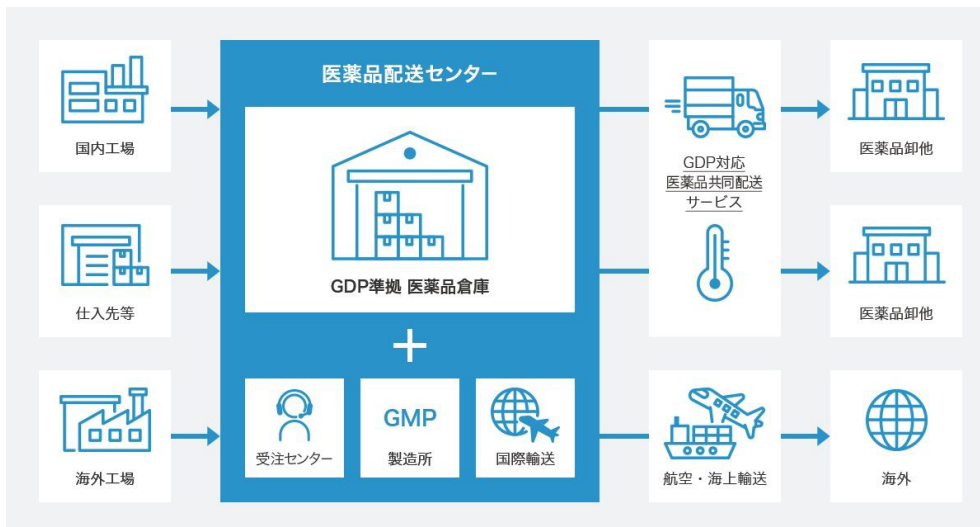 医薬品配送センター
国内工場
仕入先等
海外工場
GDP準拠 医薬品倉庫
+
受注センター
GMP
製造所
国際輸送
GDP対応
医薬品共同配送
サービス
航空・海上輸送
医薬品卸他
医薬品卸他
海外